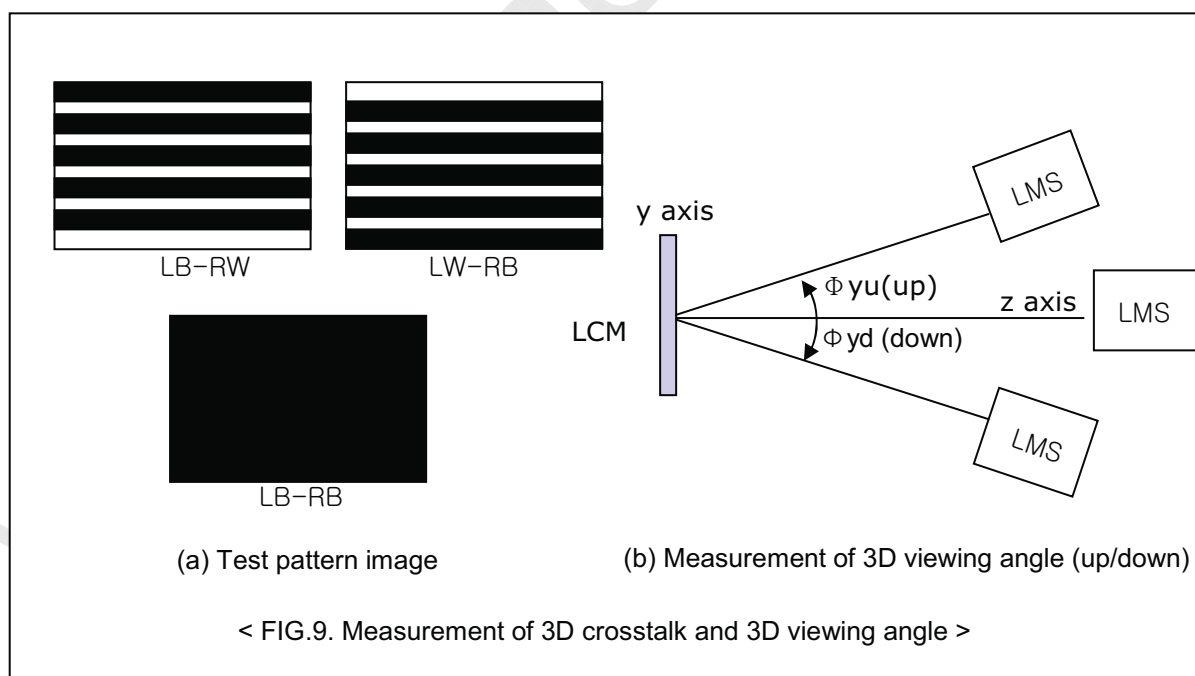 LB-RW
LW-RB
LB-RB
(a) Test pattern image
y axis
LCM
LMS
Φ yu(up)
z axis
LMS
Φ yd (down)
LMS
(b) Measurement of 3D viewing angle (up/down)
< FIG.9. Measurement of 3D crosstalk and 3D viewing angle >